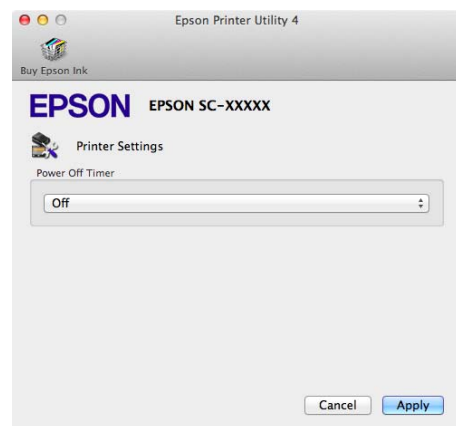 Epson Printer Utility 4
Buy Epson Ink
EPSON EPSON SC-XXXXX
Printer Settings
Power Off Timer
Off
Cancel Apply